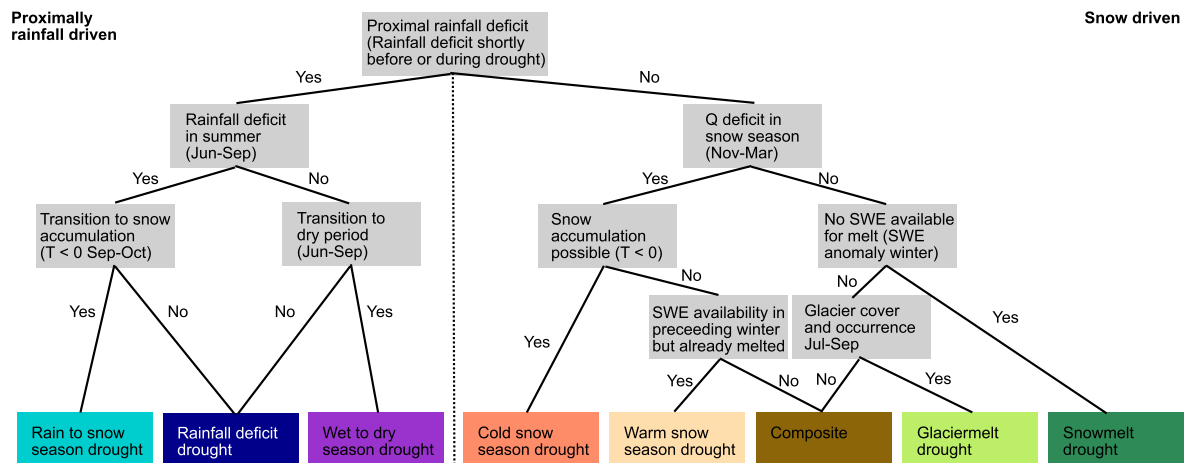 Proximally
rainfall driven
Snow driven
Proximal rainfall deficit
(Rainfall deficit shortly
before or during drought)
Yes
No
Rainfall deficit
in summer
(Jun-Sep)
Q deficit in
snow season
(Nov-Mar)
Yes
No
Yes
No
Transition to snow
accumulation
(T < 0 Sep-Oct)
Transition to
dry period
(Jun-Sep)
Snow
accumulation
possible (T < 0)
No SWE available
for melt (SWE
anomaly winter)
No
No
Yes
No
No
Yes
Yes
Yes
SWE availability in
preceeding winter
but already melted
Glacier cover
and occurrence
Jul-Sep
Yes
No
No
Yes
Rain to snow
season drought
Rainfall deficit
drought
Wet to dry
season drought
Cold snow
season drought
Warm snow
season drought
Composite
Glaciermelt
drought
Snowmelt
drought